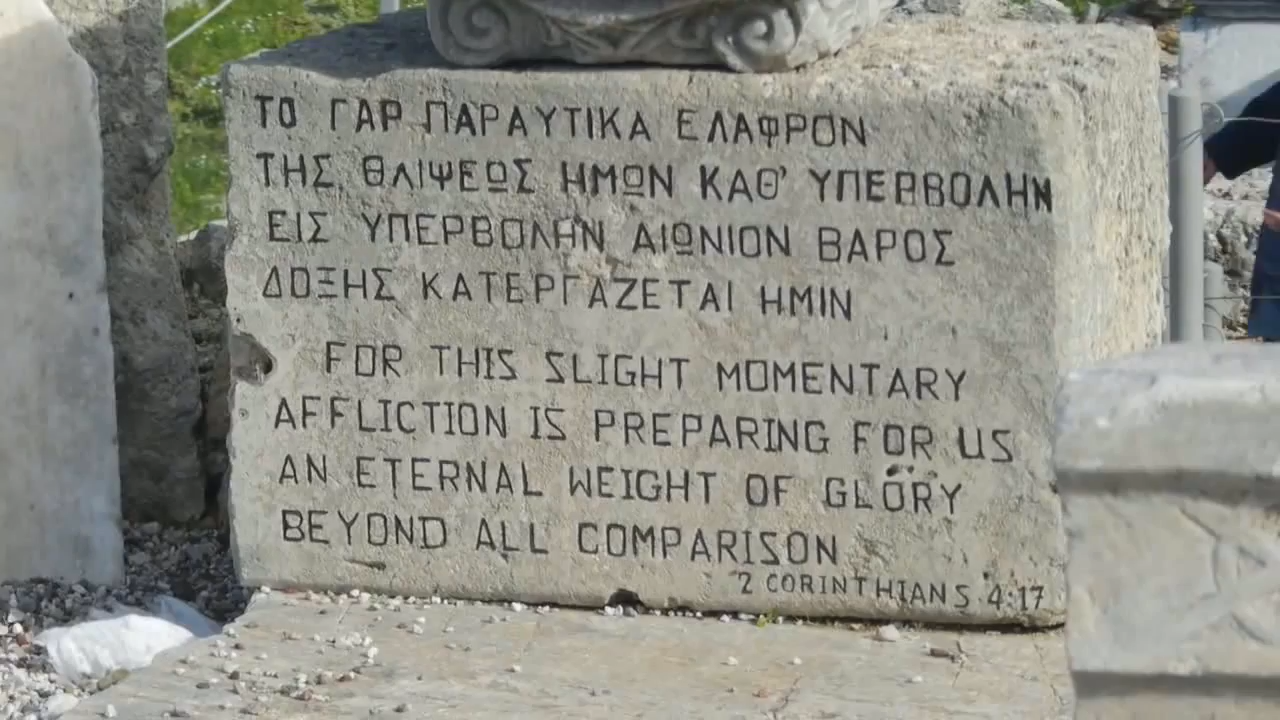 ΤΟ ΓΑΡ ΠΑΡΑΥΤΙΚΑ ΕΛΑΦΡΟΝ
ΤΗΣ ΘΛΙΨΕΩΣ ΗΜΩΝ ΚΑΘ' ΥΠΕΡΒΟΛΗΝ
ΕΙΣ ΥΠΕΡΒΟΛΗΝ ΑΙΩΝΙΟΝ ΒΑΡΟΣ
ΔΟΞΗΣ ΚΑΤΕΡΓΑΖΕΤΑΙ ΗΜΙΝ
FOR THIS SLIGHT MOMENTARY
AFFLICTION IS PREPARING FOR US
AN ETERNAL WEIGHT OF GLORY
BEYOND ALL COMPARISON
2 CORINTHIANS 4:17